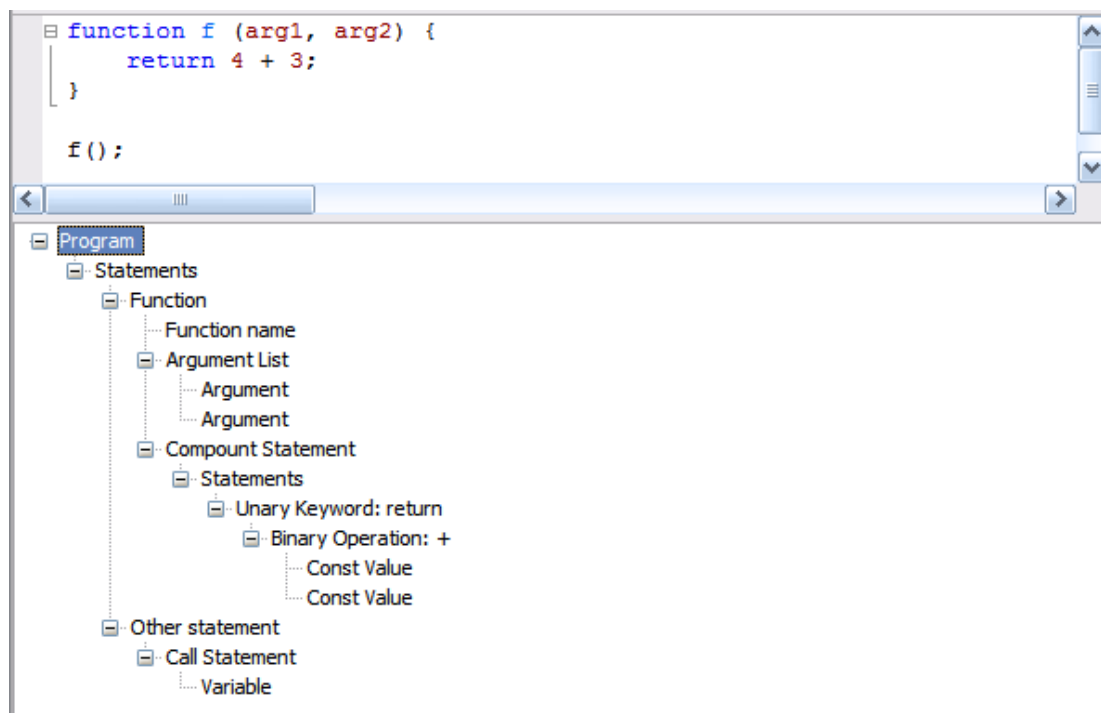 function f (arg1, arg2) {
return 4 + 3;
}
f();
Program
Statements
Function
Function name
Argument List
Argument
Argument
Compount Statement
Statements
Unary Keyword: return
Binary Operation: +
Const Value
Const Value
Other statement
Call Statement
Variable